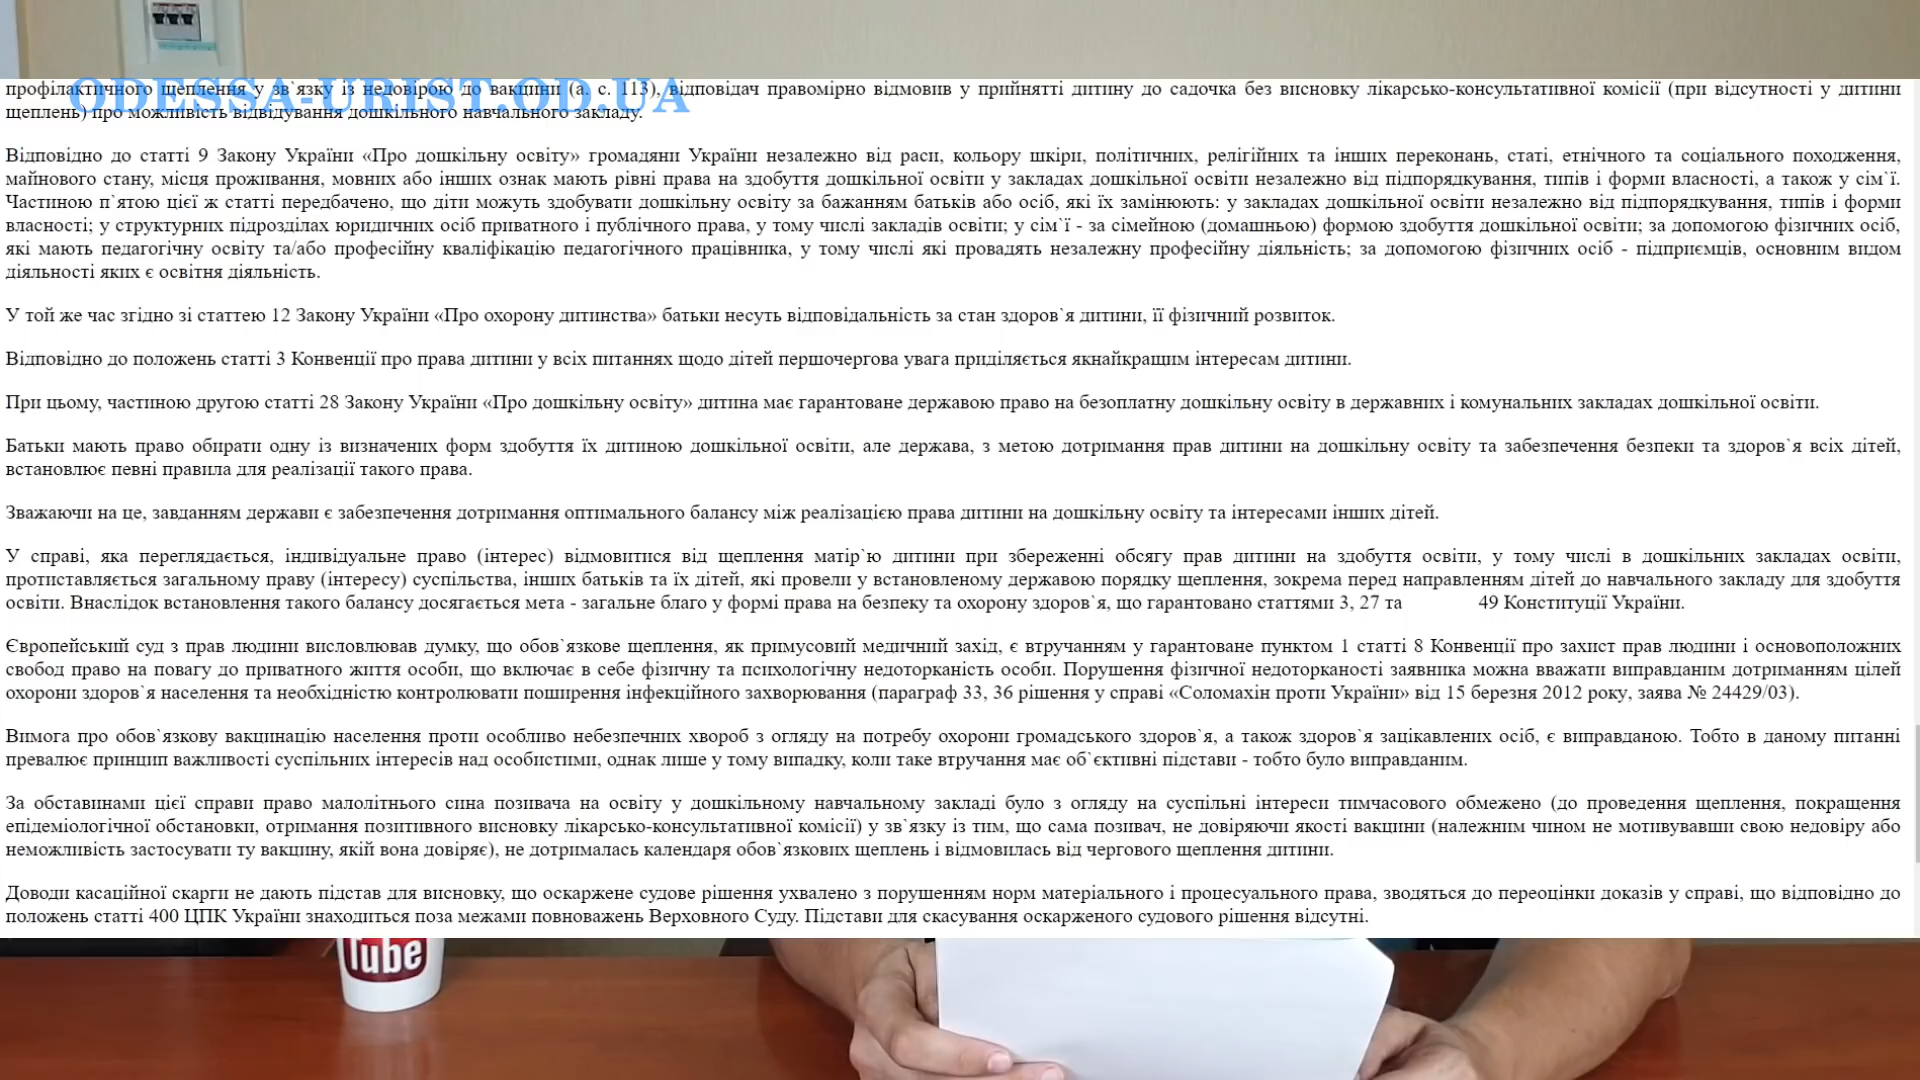 ODESSA-URIST.OD.UA
профілактичного щеплення у зв`язку із недовірою до вакцини (а. с. 113), відповідач правомірно відмовив у прийнятті дитину до садочка без висновку лікарсько-консультативної комісії (при відсутності у дитини
щеплень) про можливість відвідування дошкільного навчального закладу.
Відповідно до статті 9 Закону України «Про дошкільну освіту» громадяни України незалежно від раси, кольору шкіри, політичних, релігійних та інших переконань, статі, етнічного та соціального походження,
майнового стану, місця проживання, мовних або інших ознак мають рівні права на здобуття дошкільної освіти у закладах дошкільної освіти незалежно від підпорядкування, типів і форми власності, а також у сім`ї.
Частиною п`ятою цієї ж статті передбачено, що діти можуть здобувати дошкільну освіту за бажанням батьків або осіб, які їх замінюють: у закладах дошкільної освіти незалежно від підпорядкування, типів і форми
власності; у структурних підрозділах юридичних осіб приватного і публічного права, у тому числі закладів освіти; у сім`ї - за сімейною (домашньою) формою здобуття дошкільної освіти; за допомогою фізичних осіб,
які мають педагогічну освіту та/або професійну кваліфікацію педагогічного працівника, у тому числі які провадять незалежну професійну діяльність; за допомогою фізичних осіб - підприємців, основним видом
діяльності яких є освітня діяльність.
У той же час згідно зі статтею 12 Закону України «Про охорону дитинства» батьки несуть відповідальність за стан здоров`я дитини, її фізичний розвиток.
Відповідно до положень статті 3 Конвенції про права дитини у всіх питаннях щодо дітей першочергова увага приділяється якнайкращим інтересам дитини.
При цьому, частиною другою статті 28 Закону України «Про дошкільну освіту» дитина має гарантоване державою право на безоплатну дошкільну освіту в державних і комунальних закладах дошкільної освіти.
Батьки мають право обирати одну із визначених форм здобуття їх дитиною дошкільної освіти, але держава, з метою дотримання прав дитини на дошкільну освіту та забезпечення безпеки та здоров`я всіх дітей,
встановлює певні правила для реалізації такого права.
Зважаючи на це, завданням держави є забезпечення дотримання оптимального балансу між реалізацією права дитини на дошкільну освіту та інтересами інших дітей.
У справі, яка переглядається, індивідуальне право (інтерес) відмовитися від щеплення матір`ю дитини при збереженні обсягу прав дитини на здобуття освіти, у тому числі в дошкільних закладах освіти,
протиставляється загальному праву (інтересу) суспільства, інших батьків та їх дітей, які провели у встановленому державою порядку щеплення, зокрема перед направленням дітей до навчального закладу для здобуття
освіти. Внаслідок встановлення такого балансу досягається мета - загальне благо у формі права на безпеку та охорону здоров`я, що гарантовано статтями 3, 27 та 49 Конституції України.
Європейський суд з прав людини висловлював думку, що обов`язкове щеплення, як примусовий медичний захід, є втручанням у гарантоване пунктом 1 статті 8 Конвенції про захист прав людини і основоположних
свобод право на повагу до приватного життя особи, що включає в себе фізичну та психологічну недоторканість особи. Порушення фізичної недоторканості заявника можна вважати виправданим дотриманням цілей
охорони здоров`я населення та необхідністю контролювати поширення інфекційного захворювання (параграф 33, 36 рішення у справі «Соломахін проти України» від 15 березня 2012 року, заява № 24429/03).
Вимога про обов`язкову вакцинацію населення проти особливо небезпечних хвороб з огляду на потребу охорони громадського здоров`я, а також здоров`я зацікавлених осіб, є виправданою. Тобто в даному питанні
превалює принцип важливості суспільних інтересів над особистими, однак лише у тому випадку, коли таке втручання має об`єктивні підстави - тобто було виправданим.
За обставинами цієї справи право малолітнього сина позивача на освіту у дошкільному навчальному закладі було з огляду на суспільні інтереси тимчасового обмежено (до проведення щеплення, покращення
епідеміологічної обстановки, отримання позитивного висновку лікарсько-консультативної комісії) у зв`язку із тим, що сама позивач, не довіряючи якості вакцини (належним чином не мотивувавши свою недовіру або
неможливість застосувати ту вакцину, якій вона довіряє), не дотрималась календаря обов`язкових щеплень і відмовилась від чергового щеплення дитини.
Доводи касаційної скарги не дають підстав для висновку, що оскаржене судове рішення ухвалено з порушенням норм матеріального і процесуального права, зводяться до переоцінки доказів у справі, що відповідно до
положень статті 400 ЦПК України знаходиться поза межами повноважень Верховного Суду. Підстави для скасування оскарженого судового рішення відсутні.
Tube